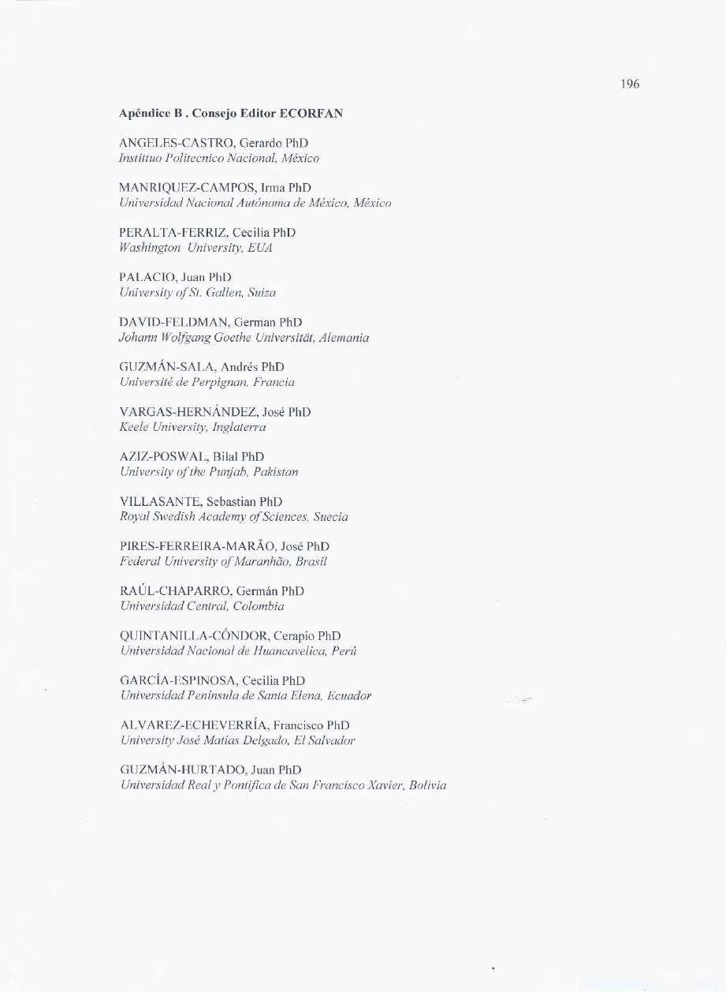 196
Apéndice B . Consejo Editor ECORFAN
ANGELES-CASTRO, Gerardo PhD
Instittuo Politecnico Nacional, México
MANRIQUEZ-CAMPOS, Irma PhD
Universidad Nacional Autónoma de México, México
PERALTA-FERRIZ, Cecilia PhD
Washington University, EUA
PALACIO, Juan PhD
University of St. Gallen, Suiza
DAVID-FELDMAN, German PhD
Johann Wolfgang Goethe Universität, Alemania
GUZMÁN-SALA, Andrés PhD
Université de Perpignan, Francia
VARGAS-HERNÁNDEZ, José PhD
Keele University, Inglaterra
AZIZ-POSWAL, Bilal PhD
University of the Punjab, Pakistan
VILLASANTE, Sebastian PhD
Royal Swedish Academy of Sciences, Suecia
PIRES-FERREIRA-MARÃO, José PhD
Federal University of Maranhão, Brasil
RAÚL-CHAPARRO, Germán PhD
Universidad Central, Colombia
QUINTANILLA-CÓNDOR, Cerapio PhD
Universidad Nacional de Huancavelica, Perú
GARCÍA-ESPINOSA, Cecilia PhD
Universidad Península de Santa Elena, Ecuador
ALVAREZ-ECHEVERRÍA, Francisco PhD
University José Matías Delgado, El Salvador
GUZMÁN-HURTADO, Juan PhD
Universidad Real y Pontifica de San Francisco Xavier, Bolivia